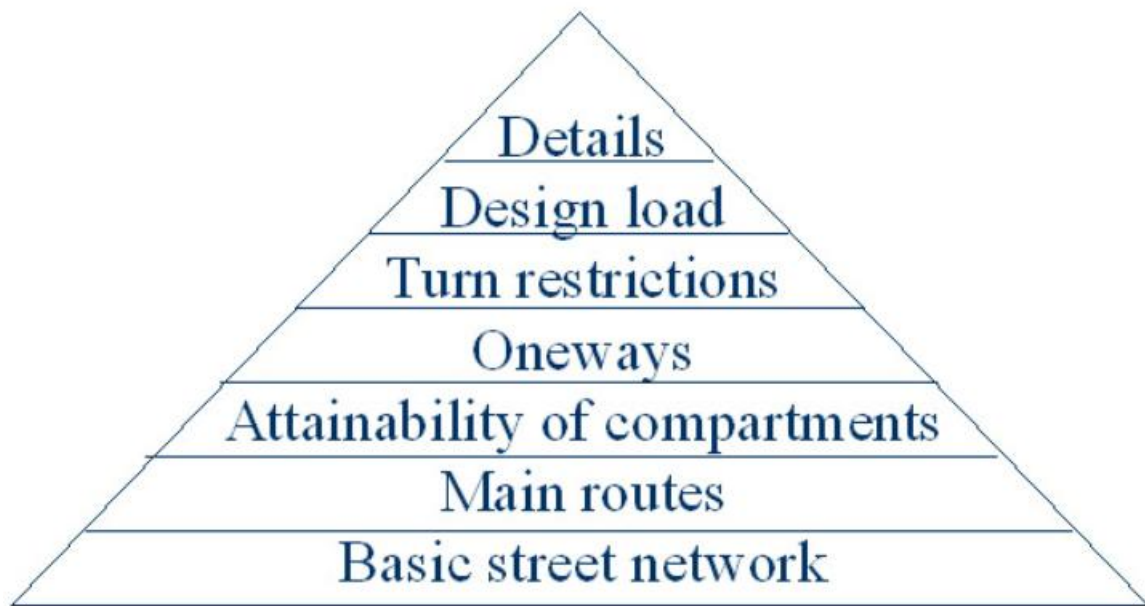 Details
Design load
Turn restrictions
Oneways
Attainability of compartments
Main routes
Basic street network